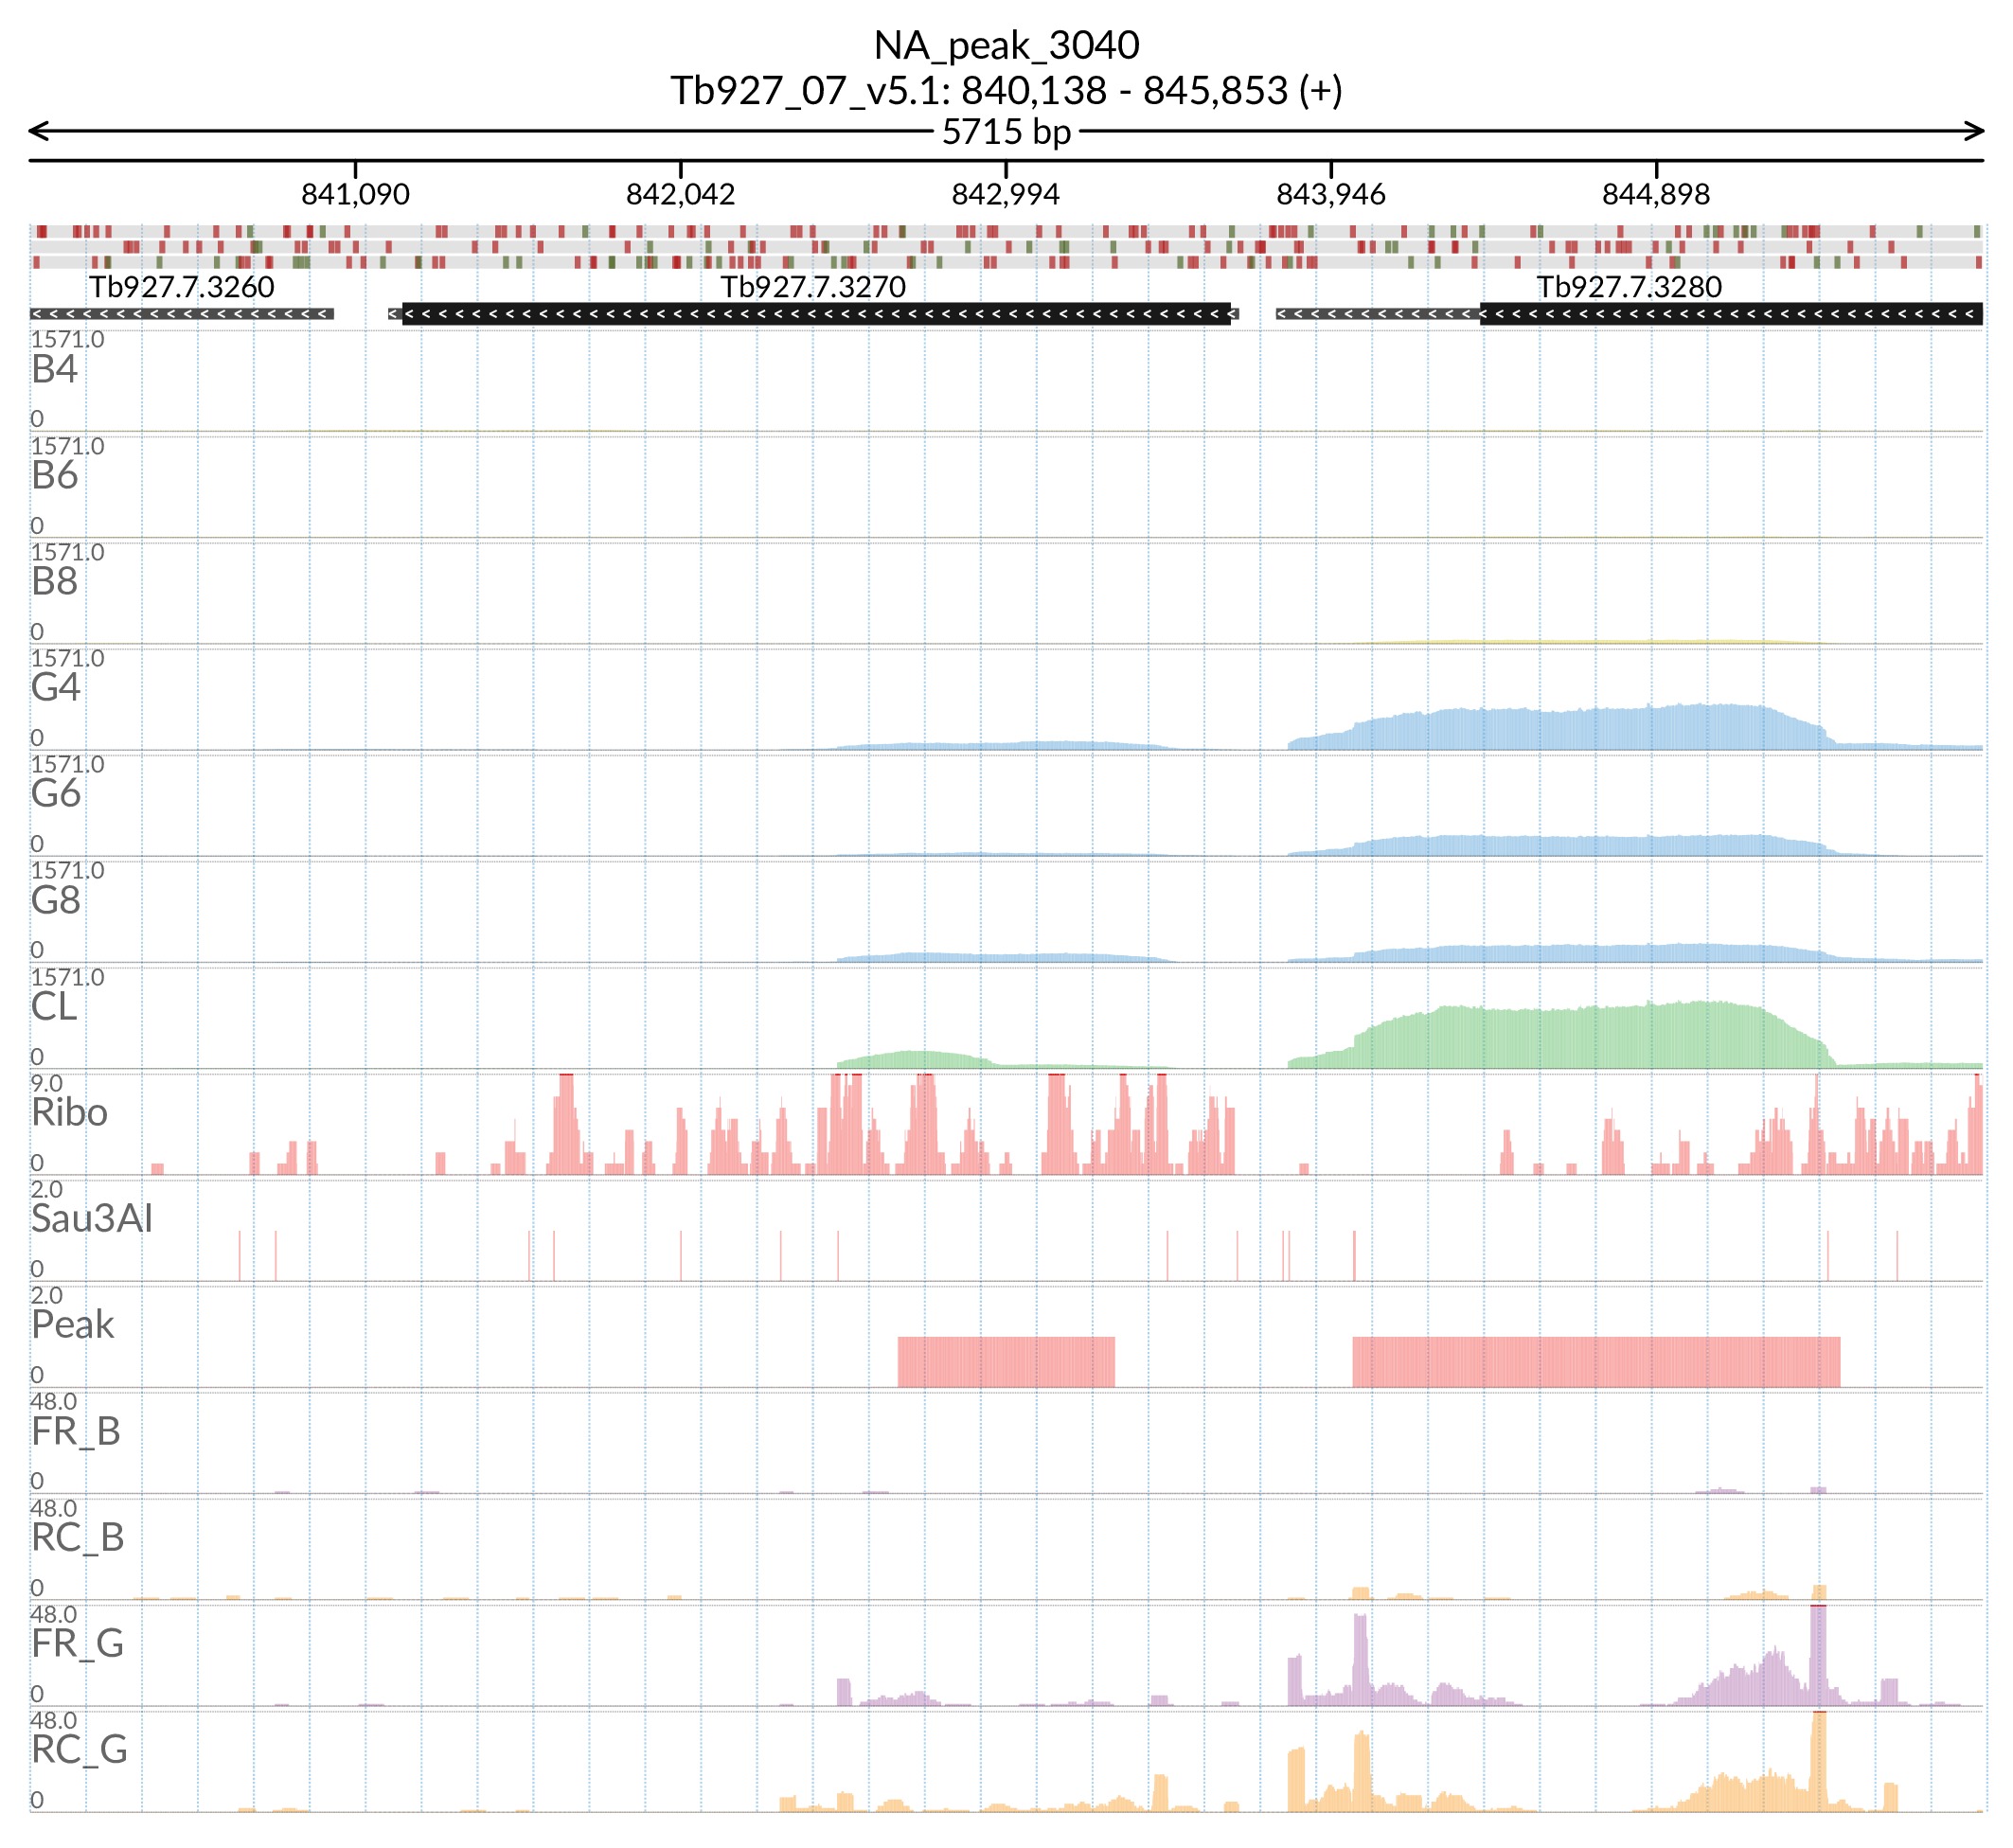 NA_peak_3040
Tb927_07_v5.1: 840,138 - 845,853 (+)
5715 bp
841,090 842,042 842,994 843,946 844,898
Tb927.7.3260 Tb927.7.3270 Tb927.7.3280
1571.0
B4
0
1571.0
B6
0
1571.0
B8
0
1571.0
G4
0
1571.0
G6
0
1571.0
G8
0
1571.0
CL
0
9.0
Ribo
0
2.0
Sau3AI
0
2.0
Peak
0
48.0
FR_B
0
48.0
RC_B
0
48.0
FR_G
0
48.0
RC_G
0